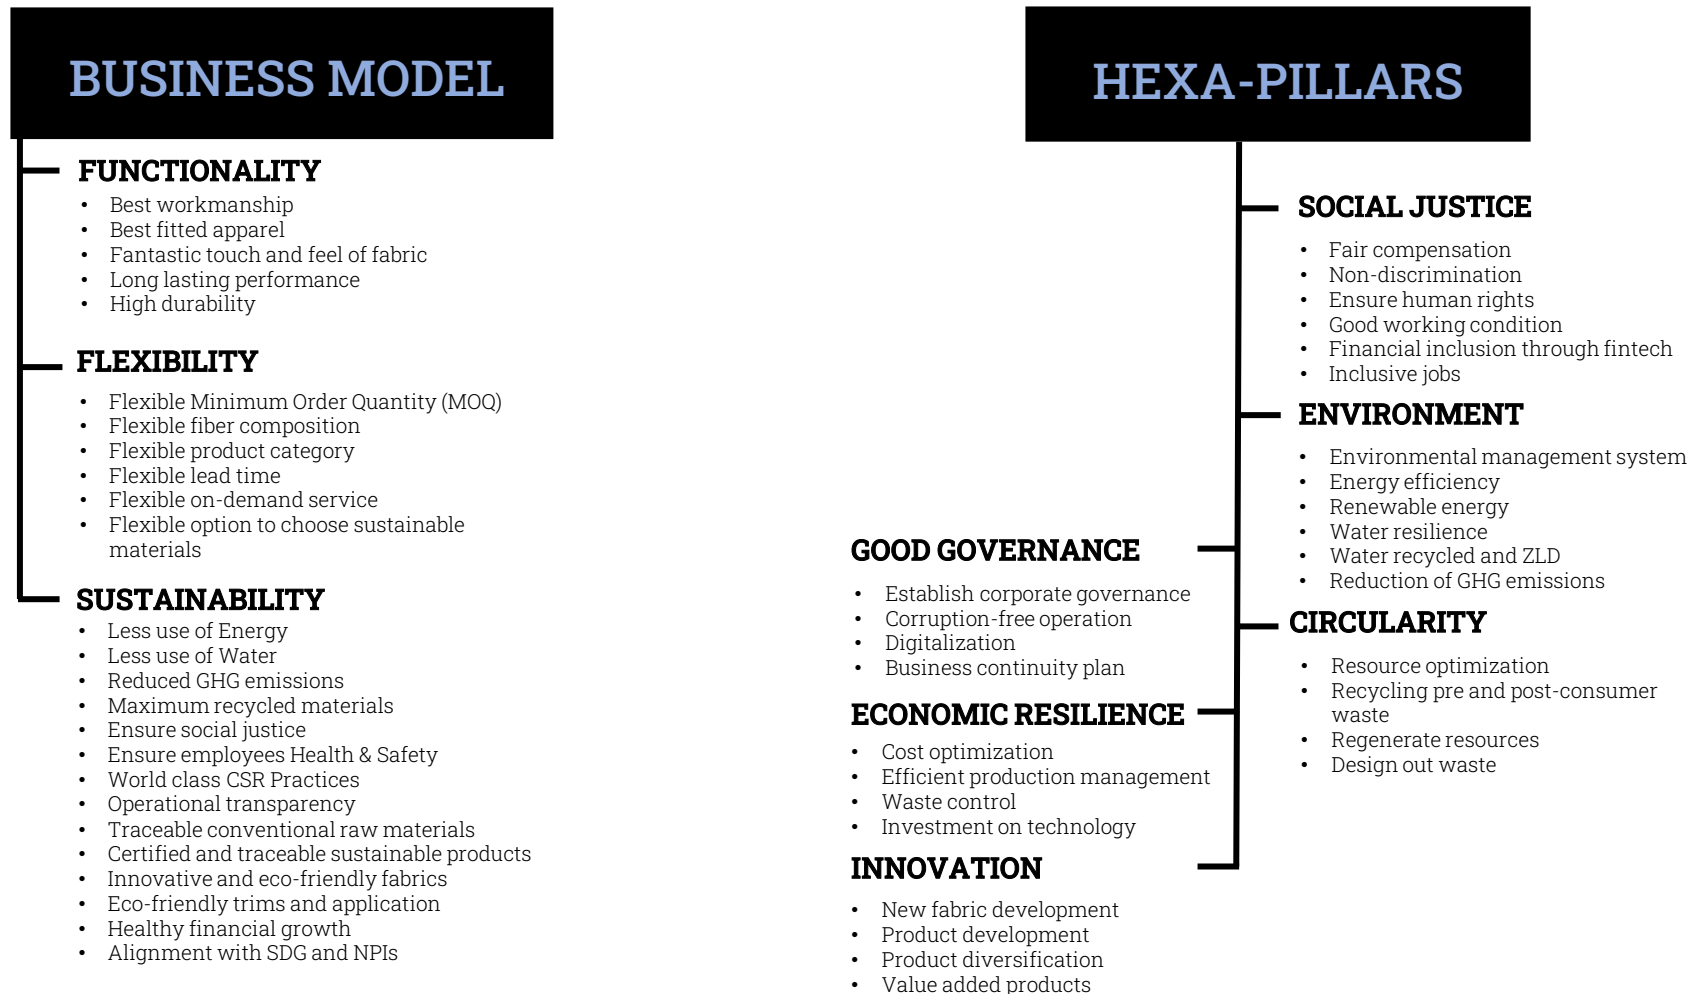 BUSINESS MODEL
FUNCTIONALITY
• Best workmanship
• Best fitted apparel
• Fantastic touch and feel of fabric
• Long lasting performance
• High durability
FLEXIBILITY
• Flexible Minimum Order Quantity (MOQ)
• Flexible fiber composition
• Flexible product category
• Flexible lead time
• Flexible on-demand service
• Flexible option to choose sustainable
materials
SUSTAINABILITY
• Less use of Energy
• Less use of Water
• Reduced GHG emissions
• Maximum recycled materials
• Ensure social justice
• Ensure employees Health & Safety
• World class CSR Practices
• Operational transparency
• Traceable conventional raw materials
• Certified and traceable sustainable products
• Innovative and eco-friendly fabrics
• Eco-friendly trims and application
• Healthy financial growth
• Alignment with SDG and NPIs
HEXA-PILLARS
SOCIAL JUSTICE
• Fair compensation
• Non-discrimination
• Ensure human rights
• Good working condition
• Financial inclusion through fintech
• Inclusive jobs
ENVIRONMENT
• Environmental management system
• Energy efficiency
• Renewable energy
• Water resilience
• Water recycled and ZLD
• Reduction of GHG emissions
CIRCULARITY
• Resource optimization
• Recycling pre and post-consumer
waste
• Regenerate resources
• Design out waste
GOOD GOVERNANCE
• Establish corporate governance
• Corruption-free operation
• Digitalization
• Business continuity plan
ECONOMIC RESILIENCE
• Cost optimization
• Efficient production management
• Waste control
• Investment on technology
INNOVATION
• New fabric development
• Product development
• Product diversification
• Value added products